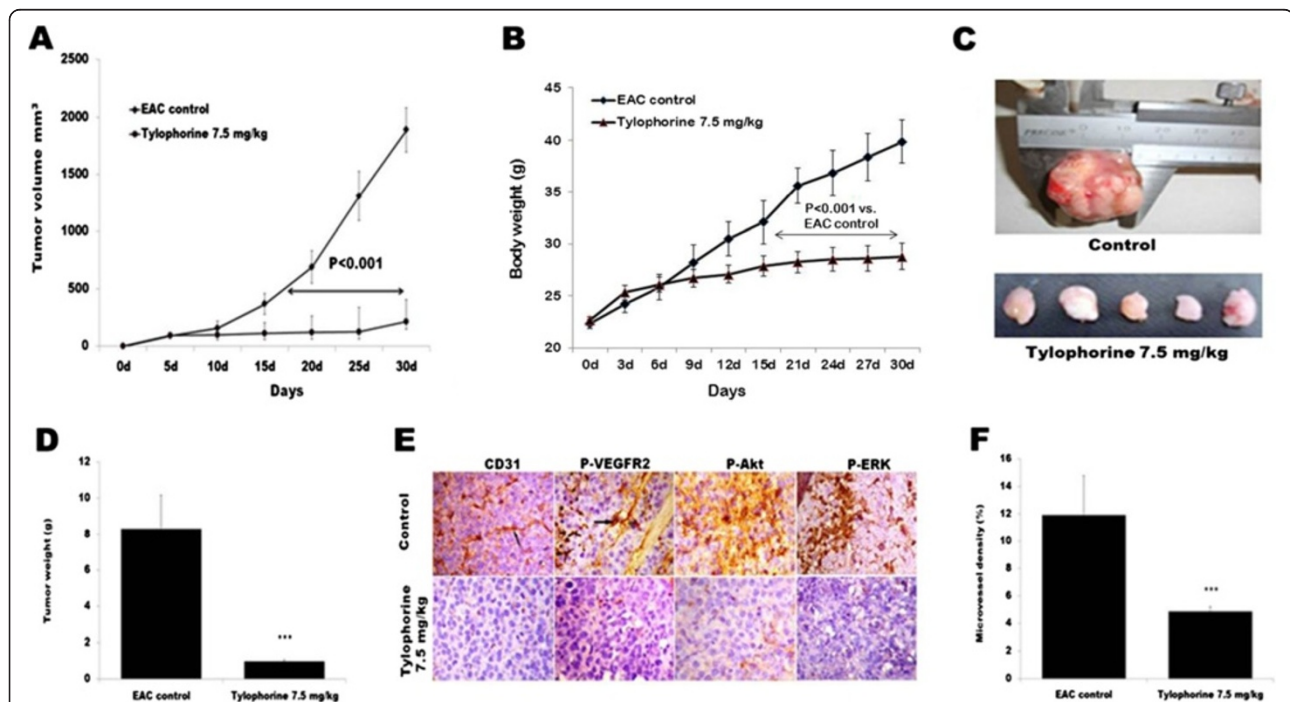 A
2500
2000
1500
1000
500
0
Tumor volume mm³
EAC control
Tylophorine 7.5 mg/kg
P<0.001
0d 5d 10d 15d 20d 25d 30d
Days
B
45
40
35
30
25
20
Body weight (g)
EAC control
Tylophorine 7.5 mg/kg
P<0.001 vs.
EAC control
0d 3d 6d 9d 12d 15d 21d 24d 27d 30d
Days
C
Control
Tylophorine 7.5 mg/kg
D
12
10
8
6
4
2
0
Tumor weight (g)
***
EAC control Tylophorine 7.5 mg/kg
E
CD31 P-VEGFR2 P-Akt P-ERK
Control
Tylophorine
7.5 mg/kg
F
16
14
12
10
8
6
4
2
0
Microvessel density (%)
***
EAC control Tylophorine 7.5 mg/kg